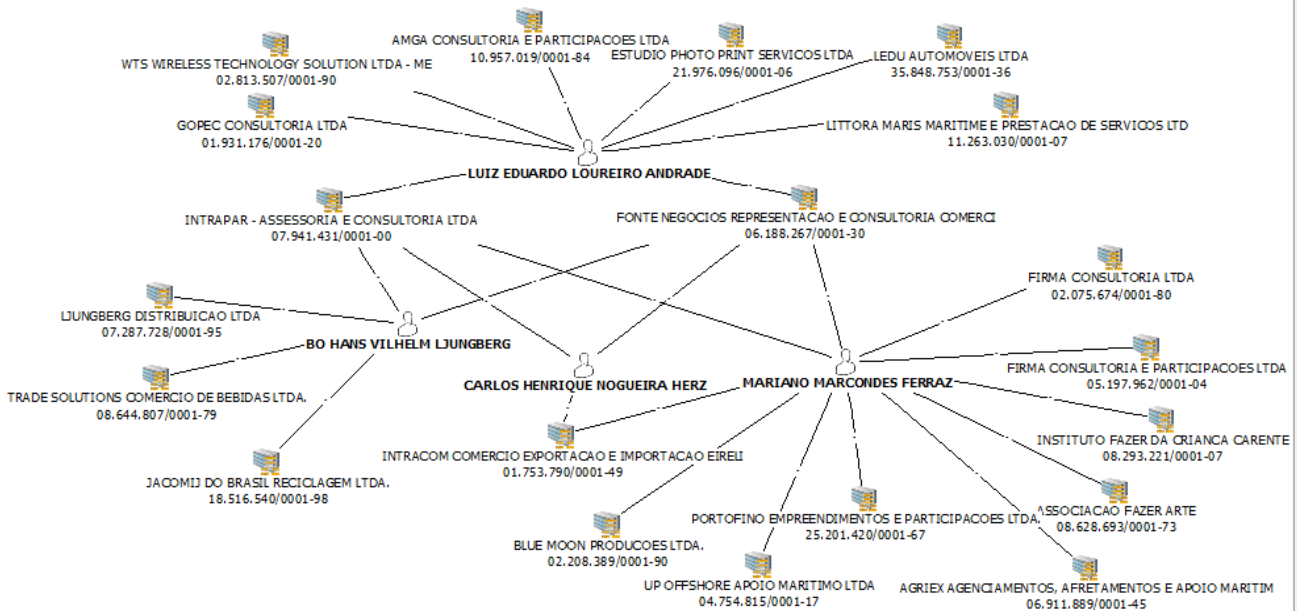 AMGA CONSULTORIA E PARTICIPACOES LTDA
10.957.019/0001-84
ESTUDIO PHOTO PRINT SERVICOS LTDA
21.976.096/0001-06
LEDU AUTOMOVEIS LTDA
35.848.753/0001-36
WTS WIRELESS TECHNOLOGY SOLUTION LTDA - ME
02.813.507/0001-90
GOPEC CONSULTORIA LTDA
01.931.176/0001-20
LITTORA MARIS MARITIME E PRESTACAO DE SERVICOS LTD
11.263.030/0001-07
LUIZ EDUARDO LOUREIRO ANDRADE
INTRAPAR - ASSESSORIA E CONSULTORIA LTDA
07.941.431/0001-00
FONTE NEGOCIOS REPRESENTACAO E CONSULTORIA COMERCI
06.188.267/0001-30
FIRMA CONSULTORIA LTDA
02.075.674/0001-80
LJUNGBERG DISTRIBUICAO LTDA
07.287.728/0001-95
BO HANS VILHELM LJUNGBERG
CARLOS HENRIQUE NOGUEIRA HERZ
MARIANO MARCONDES FERRAZ
FIRMA CONSULTORIA E PARTICIPACOES LTDA
05.197.962/0001-04
TRADE SOLUTIONS COMERCIO DE BEBIDAS LTDA.
08.644.807/0001-79
INSTITUTO FAZER DA CRIANCA CARENTE
08.293.221/0001-07
INTRACOM COMERCIO EXPORTACAO E IMPORTACAO EIRELI
01.753.790/0001-49
JACOMIJ DO BRASIL RECICLAGEM LTDA.
18.516.540/0001-98
ASSOCIACAO FAZER ARTE
08.628.693/0001-73
PORTOFINO EMPREENDIMENTOS E PARTICIPACOES LTDA.
25.201.420/0001-67
BLUE MOON PRODUCOES LTDA.
02.208.389/0001-90
UP OFFSHORE APOIO MARITIMO LTDA
04.754.815/0001-17
AGRIEX AGENCIAMENTOS, AFRETAMENTOS E APOIO MARITIM
06.911.889/0001-45